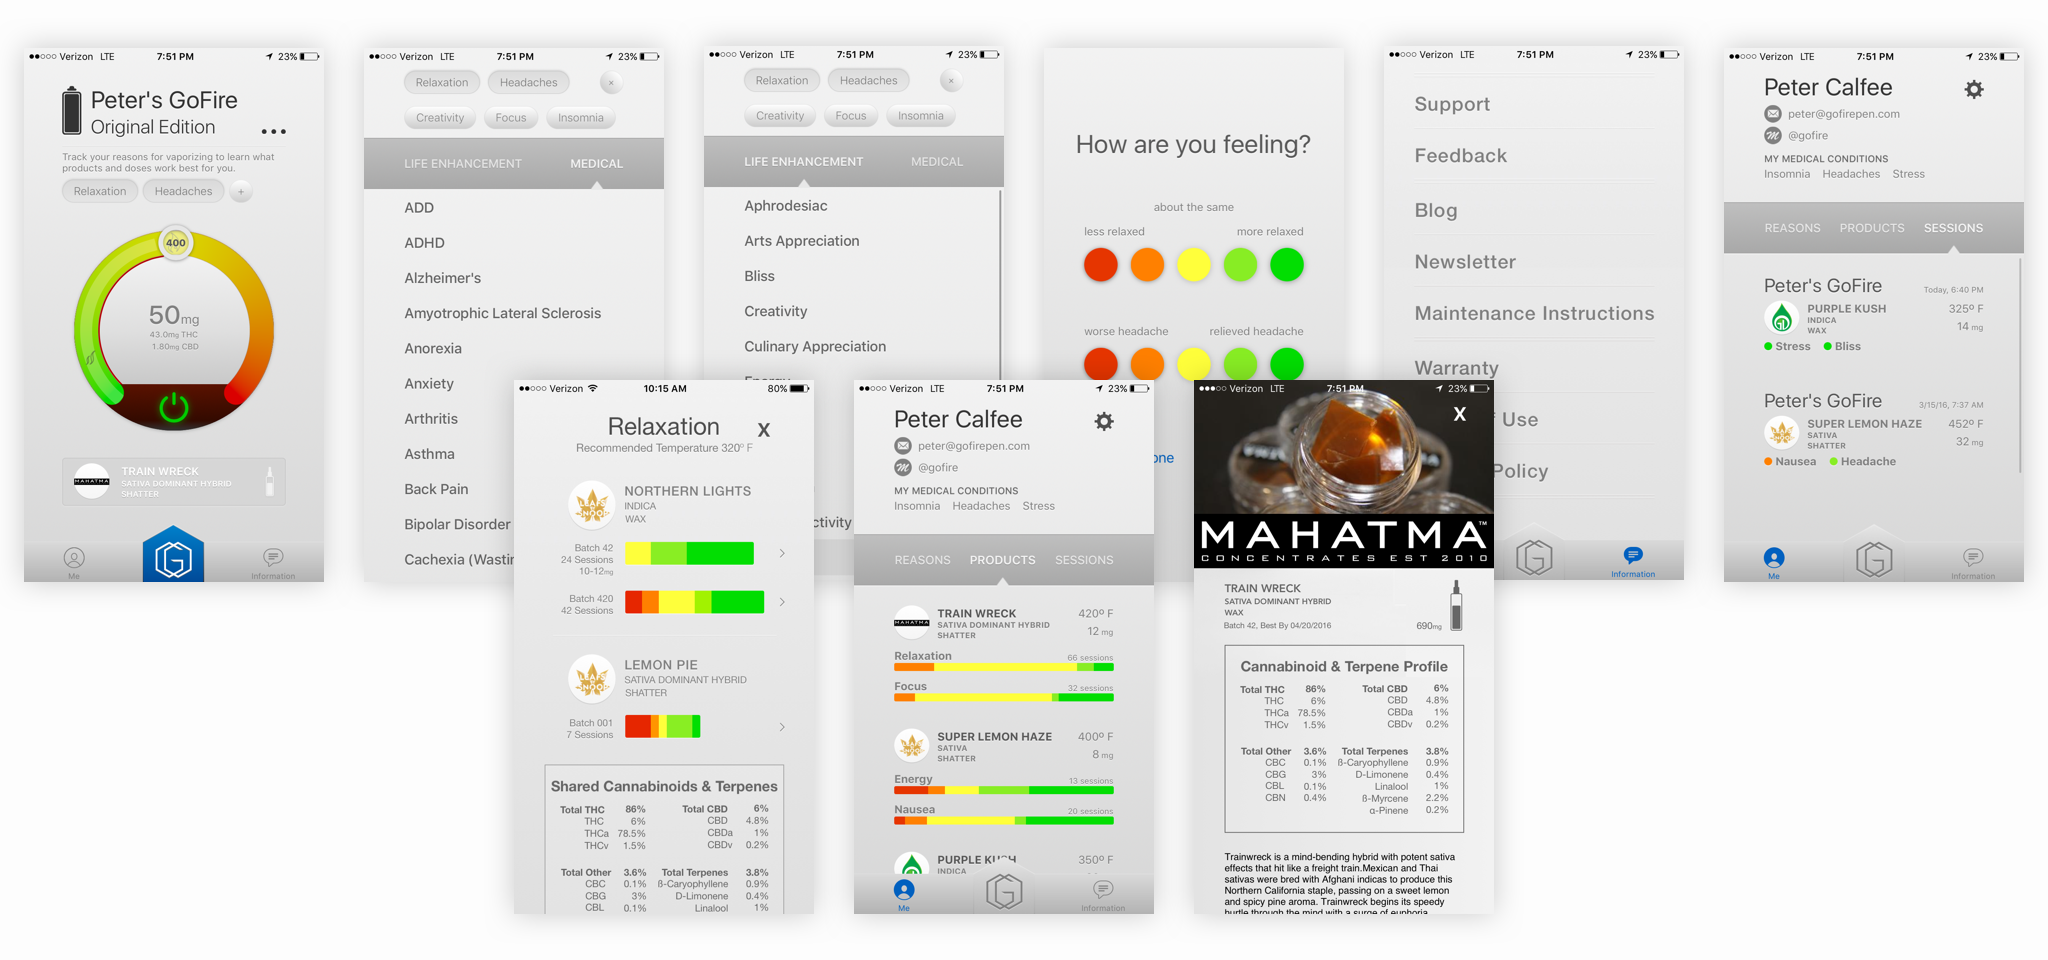 Verizon LTE 7:51 PM 23%
Peter's GoFire
Original Edition
Track your reasons for vaporizing to learn what
products and doses work best for you.
Relaxation Headaches +
400
50mg
43.0mg THC
1.80mg CBD
MAHATMA
TRAIN WRECK
SATIVA DOMINANT HYBRID
SHATTER
Me
Information
Verizon LTE 7:51 PM 23%
Relaxation Headaches ×
Creativity Focus Insomnia
LIFE ENHANCEMENT MEDICAL
ADD
ADHD
Alzheimer's
Amyotrophic Lateral Sclerosis
Anorexia
Anxiety
Arthritis
Asthma
Back Pain
Bipolar Disorder
Cachexia (Wastin
Verizon LTE 7:51 PM 23%
Relaxation Headaches ×
Creativity Focus Insomnia
LIFE ENHANCEMENT MEDICAL
Aphrodesiac
Arts Appreciation
Bliss
Creativity
Culinary Appreciation
ctivity
How are you feeling?
about the same
less relaxed more relaxed
worse headache relieved headache
one
Verizon LTE 7:51 PM 23%
Support
Feedback
Blog
Newsletter
Maintenance Instructions
Warranty
f Use
Policy
Information
Verizon LTE 7:51 PM 23%
Peter Calfee
peter@gofirepen.com
@gofire
MY MEDICAL CONDITIONS
Insomnia Headaches Stress
REASONS PRODUCTS SESSIONS
Peter's GoFire Today, 6:40 PM
PURPLE KUSH 325º F
INDICA
WAX 14 mg
Stress Bliss
Peter's GoFire 3/15/16, 7:37 AM
SUPER LEMON HAZE 452º F
SATIVA
SHATTER 32 mg
Nausea Headache
Me
Information
Verizon 10:15 AM 80%
Relaxation X
Recommended Temperature 320º F
LEAFS
SNOOP
NORTHERN LIGHTS
INDICA
WAX
Batch 42
24 Sessions
10-12mg
Batch 420
42 Sessions
LEAFS
SNOOP
LEMON PIE
SATIVA DOMINANT HYBRID
SHATTER
Batch 001
7 Sessions
Shared Cannabinoids & Terpenes
Total THC 86% Total CBD 6%
THC 6% CBD 4.8%
THCa 78.5% CBDa 1%
THCv 1.5% CBDv 0.2%
Total Other 3.6% Total Terpenes 3.8%
CBC 0.1% ß-Caryophyllene 0.9%
CBG 3% D-Limonene 0.4%
CBL 0.1% Linalool 1%
Verizon LTE 7:51 PM 23%
Peter Calfee
peter@gofirepen.com
@gofire
MY MEDICAL CONDITIONS
Insomnia Headaches Stress
REASONS PRODUCTS SESSIONS
MAHATMA
TRAIN WRECK 420º F
SATIVA DOMINANT HYBRID
SHATTER 12 mg
Relaxation 66 sessions
Focus 32 sessions
SUPER LEMON HAZE 400º F
SATIVA
SHATTER 8 mg
Energy 13 sessions
Nausea 20 sessions
PURPLE KUSH 350º F
INDICA
Me
Information
Verizon LTE 7:51 PM 23%
X
MAHATMA™
CONCENTRATES EST 2010
TRAIN WRECK
SATIVA DOMINANT HYBRID
WAX
Batch 42, Best By 04/20/2016 690mg
Cannabinoid & Terpene Profile
Total THC 86% Total CBD 6%
THC 6% CBD 4.8%
THCa 78.5% CBDa 1%
THCv 1.5% CBDv 0.2%
Total Other 3.6% Total Terpenes 3.8%
CBC 0.1% ß-Caryophyllene 0.9%
CBG 3% D-Limonene 0.4%
CBL 0.1% Linalool 1%
CBN 0.4% ß-Myrcene 2.2%
α-Pinene 0.2%
Trainwreck is a mind-bending hybrid with potent sativa
effects that hit like a freight train.Mexican and Thai
sativas were bred with Afghani indicas to produce this
Northern California staple, passing on a sweet lemon
and spicy pine aroma. Trainwreck begins its speedy
hurtle through the mind with a surge of euphoria